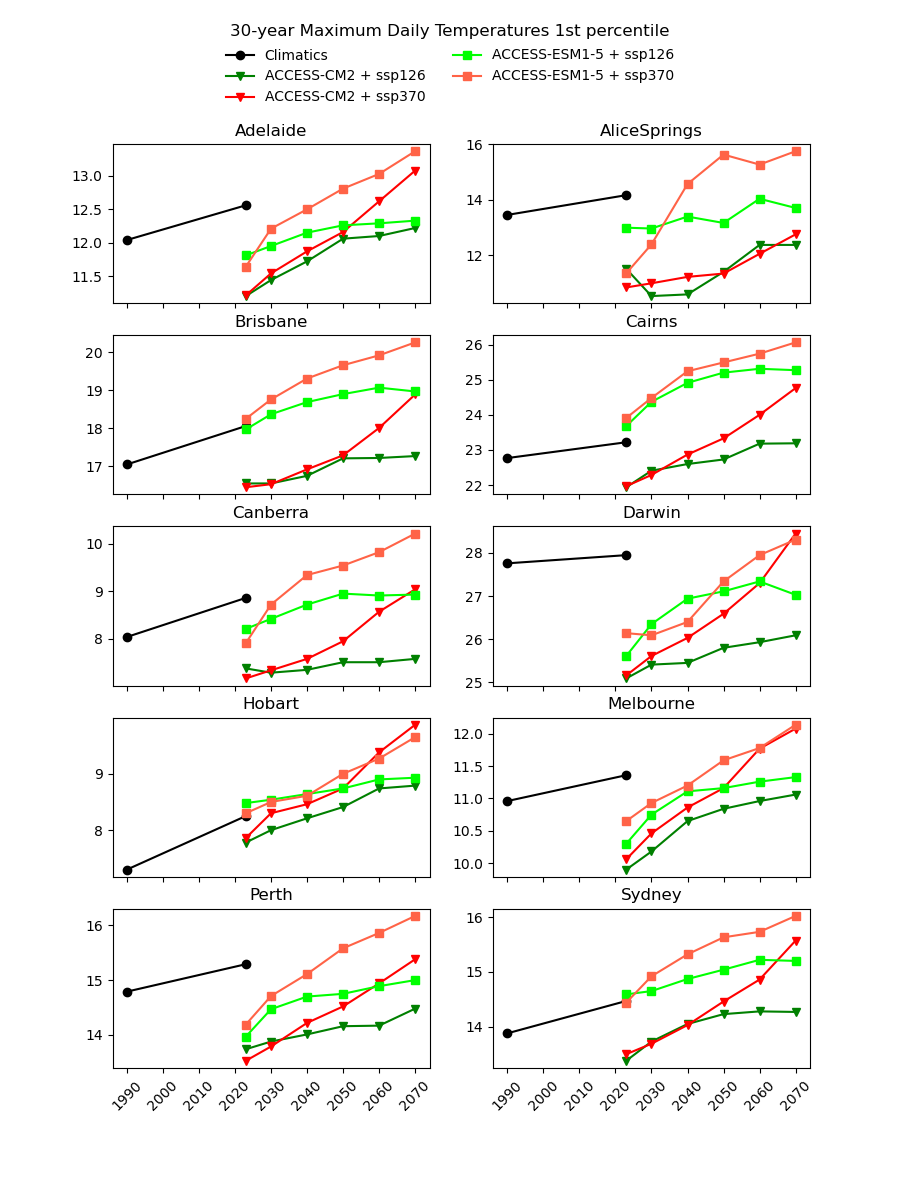 30-year Maximum Daily Temperatures 1st percentile
Climatics
ACCESS-CM2 + ssp126
ACCESS-CM2 + ssp370
ACCESS-ESM1-5 + ssp126
ACCESS-ESM1-5 + ssp370
Adelaide
13.0
12.5
12.0
11.5
AliceSprings
16
14
12
Brisbane
20
19
18
17
Cairns
26
25
24
23
22
Canberra
10
9
8
Darwin
28
27
26
25
Hobart
9
8
Melbourne
12.0
11.5
11.0
10.5
10.0
Perth
16
15
14
1990 2000 2010 2020 2030 2040 2050 2060 2070
Sydney
16
15
14
1990 2000 2010 2020 2030 2040 2050 2060 2070